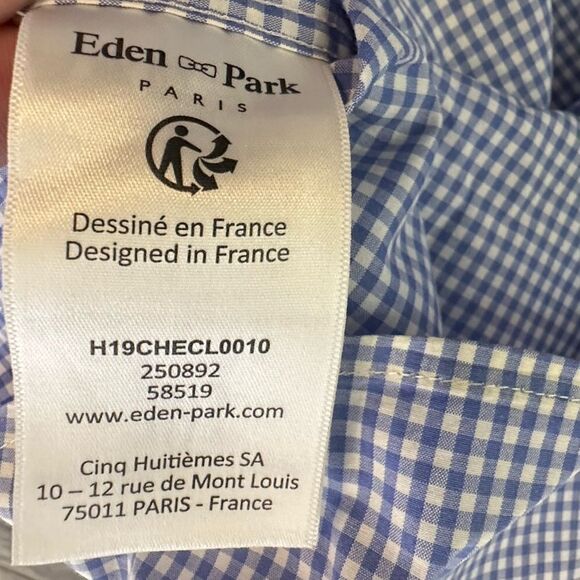 Eden Park
PARIS
Dessiné en France
Designed in France
H19CHECL0010
250892
58519
www.eden-park.com
Cinq Huitièmes SA
10 – 12 rue de Mont Louis
75011 PARIS - France